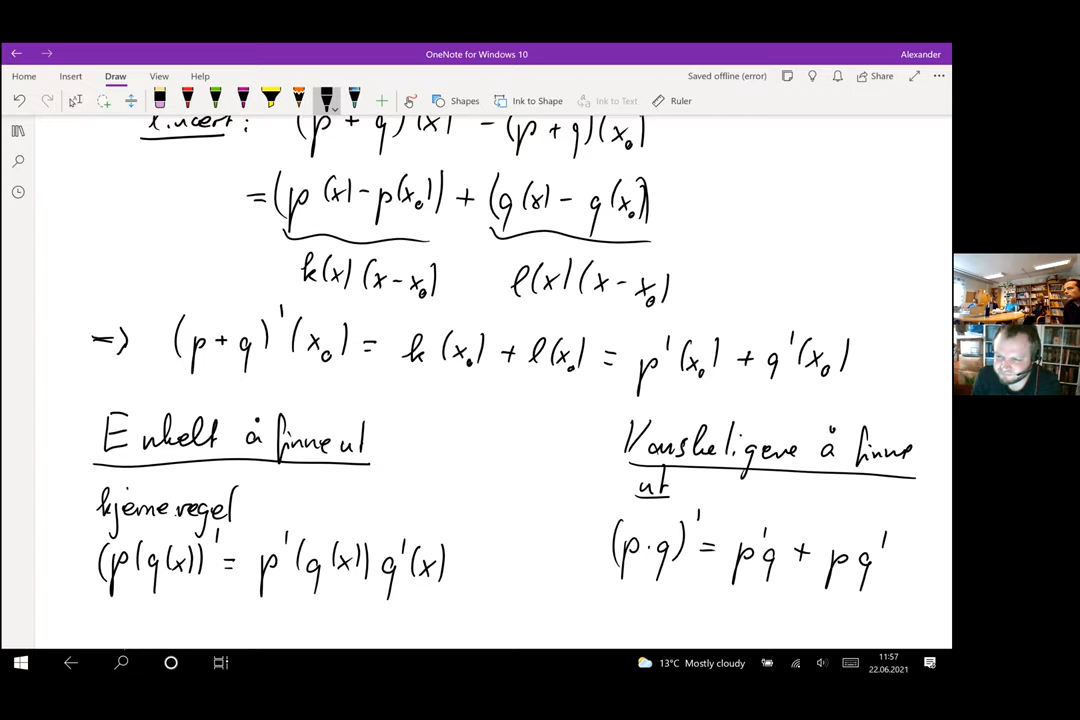 OneNote for Windows 10
Alexander
Home Insert Draw View Help
Saved offline (error)
Share
Shapes
Ink to Shape
Ink to Text
Ruler
(p + q)(x) - (p + q)(x₀)
= (p(x) - p(x₀)) + (q(x) - q(x₀))
k(x)(x - x₀) l(x)(x - x₀)
=> (p + q)'(x₀) = k(x₀) + l(x₀) = p'(x₀) + q'(x₀)
Enkelt å finne ut
Vanskeligere å finne
ut
kjerneregel
(p(q(x))' = p'(q(x)) q'(x)
(p·q)' = p'q + pq'
13°C Mostly cloudy
11:57
22.06.2021